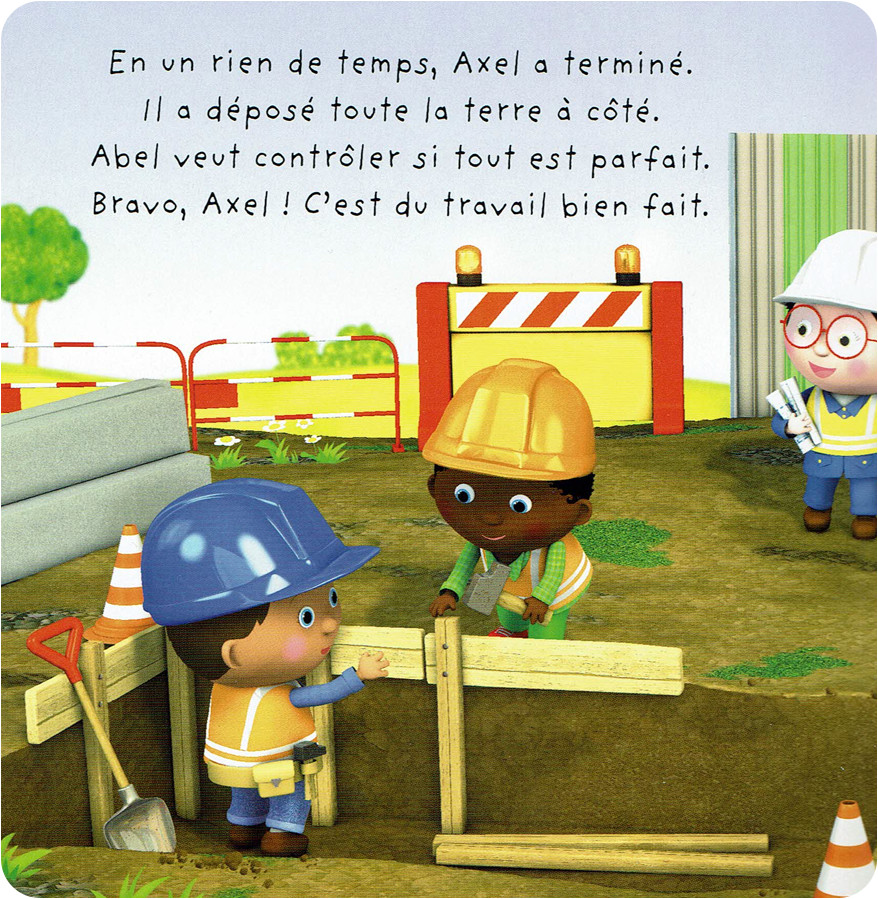 En un rien de temps, Axel a terminé.
Il a déposé toute la terre à côté.
Abel veut contrôler si tout est parfait.
Bravo, Axel ! C'est du travail bien fait.